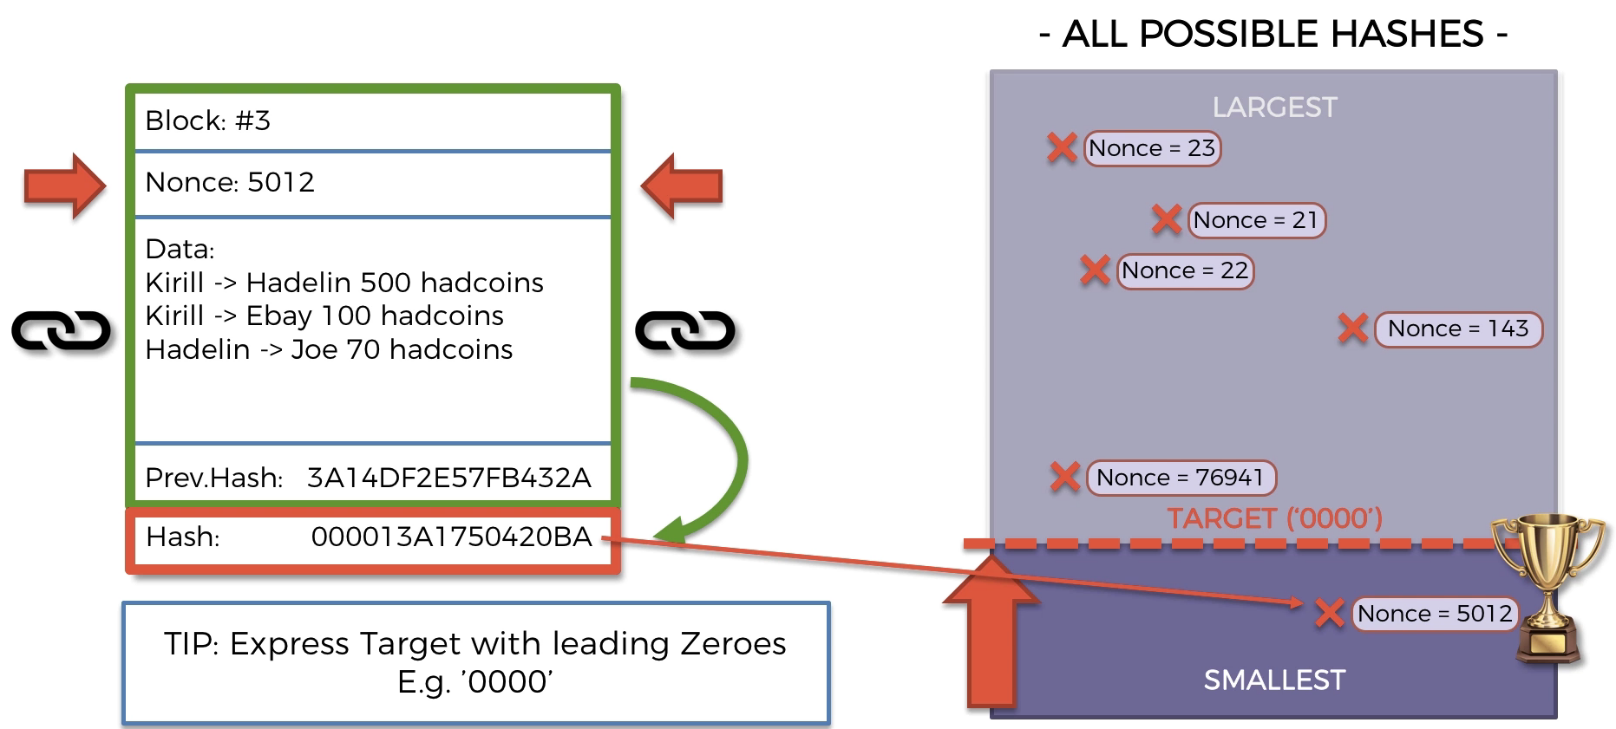 - ALL POSSIBLE HASHES -
Block: #3
Nonce: 5012
Data:
Kirill -> Hadelin 500 hadcoins
Kirill -> Ebay 100 hadcoins
Hadelin -> Joe 70 hadcoins
Prev.Hash: 3A14DF2E57FB432A
Hash: 000013A1750420BA
TIP: Express Target with leading Zeroes
E.g. '0000'
LARGEST
Nonce = 23
Nonce = 21
Nonce = 22
Nonce = 143
Nonce = 76941
TARGET ('0000')
Nonce = 5012
SMALLEST